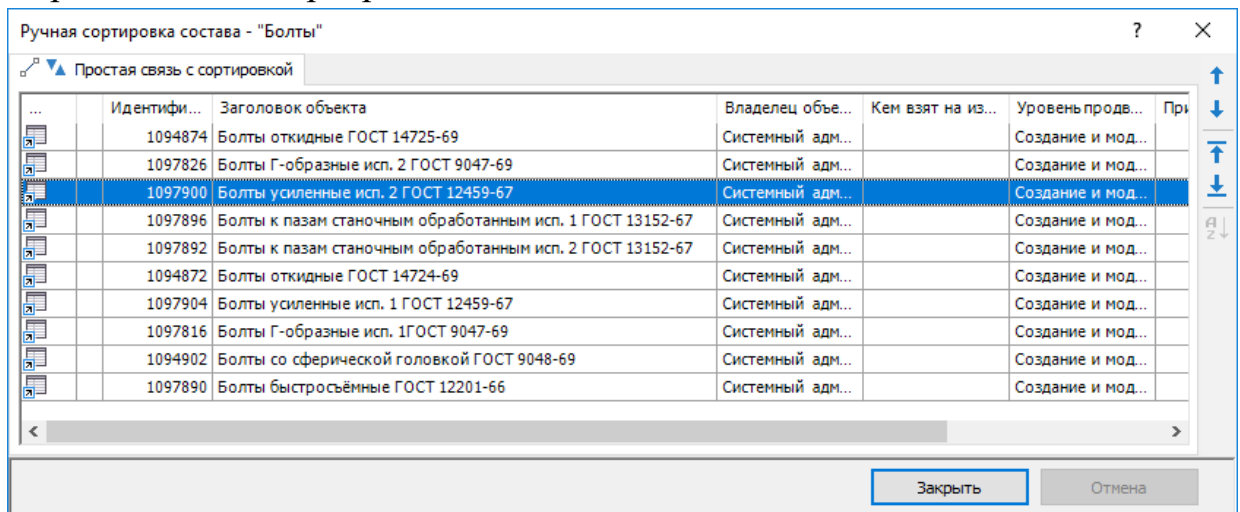 Ручная сортировка состава - "Болты" ?
Простая связь с сортировкой
... Идентифи... Заголовок объекта Владелец объе... Кем взят на из... Уровень продв... При
1094874 Болты откидные ГОСТ 14725-69 Системный адм... Создание и мод...
1097826 Болты Г-образные исп. 2 ГОСТ 9047-69 Системный адм... Создание и мод...
1097900 Болты усиленные исп. 2 ГОСТ 12459-67 Системный адм... Создание и мод...
1097896 Болты к пазам станочным обработанным исп. 1 ГОСТ 13152-67 Системный адм... Создание и мод...
1097892 Болты к пазам станочным обработанным исп. 2 ГОСТ 13152-67 Системный адм... Создание и мод...
1094872 Болты откидные ГОСТ 14724-69 Системный адм... Создание и мод...
1097904 Болты усиленные исп. 1 ГОСТ 12459-67 Системный адм... Создание и мод...
1097816 Болты Г-образные исп. 1ГОСТ 9047-69 Системный адм... Создание и мод...
1094902 Болты со сферической головкой ГОСТ 9048-69 Системный адм... Создание и мод...
1097890 Болты быстросъёмные ГОСТ 12201-66 Системный адм... Создание и мод...
Закрыть Отмена